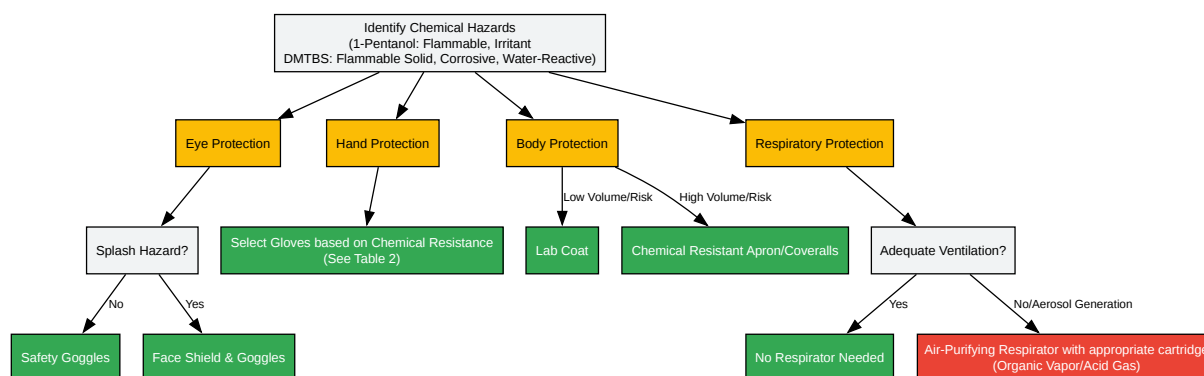 Identify Chemical Hazards
(1-Pentanol: Flammable, Irritant
DMTBS: Flammable Solid, Corrosive, Water-Reactive)
Eye Protection
Hand Protection
Body Protection
Respiratory Protection
Low Volume/Risk
High Volume/Risk
Splash Hazard?
Select Gloves based on Chemical Resistance
(See Table 2)
Lab Coat
Chemical Resistant Apron/Coveralls
Adequate Ventilation?
No
Yes
Yes
No/Aerosol Generation
Safety Goggles
Face Shield & Goggles
No Respirator Needed
Air-Purifying Respirator with appropriate cartridge
(Organic Vapor/Acid Gas)